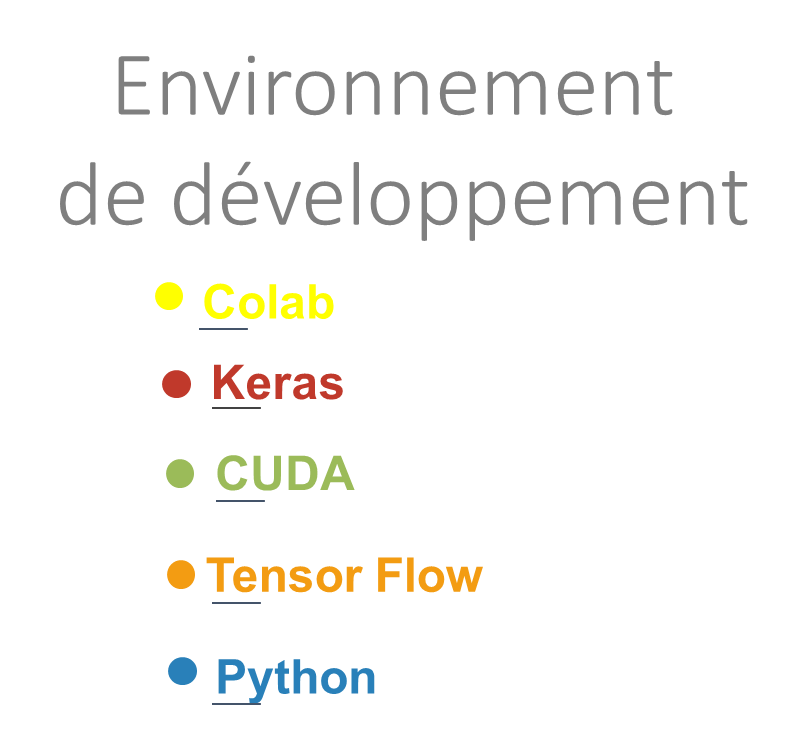 Environnement
de développement
Colab
Keras
CUDA
Tensor Flow
Python